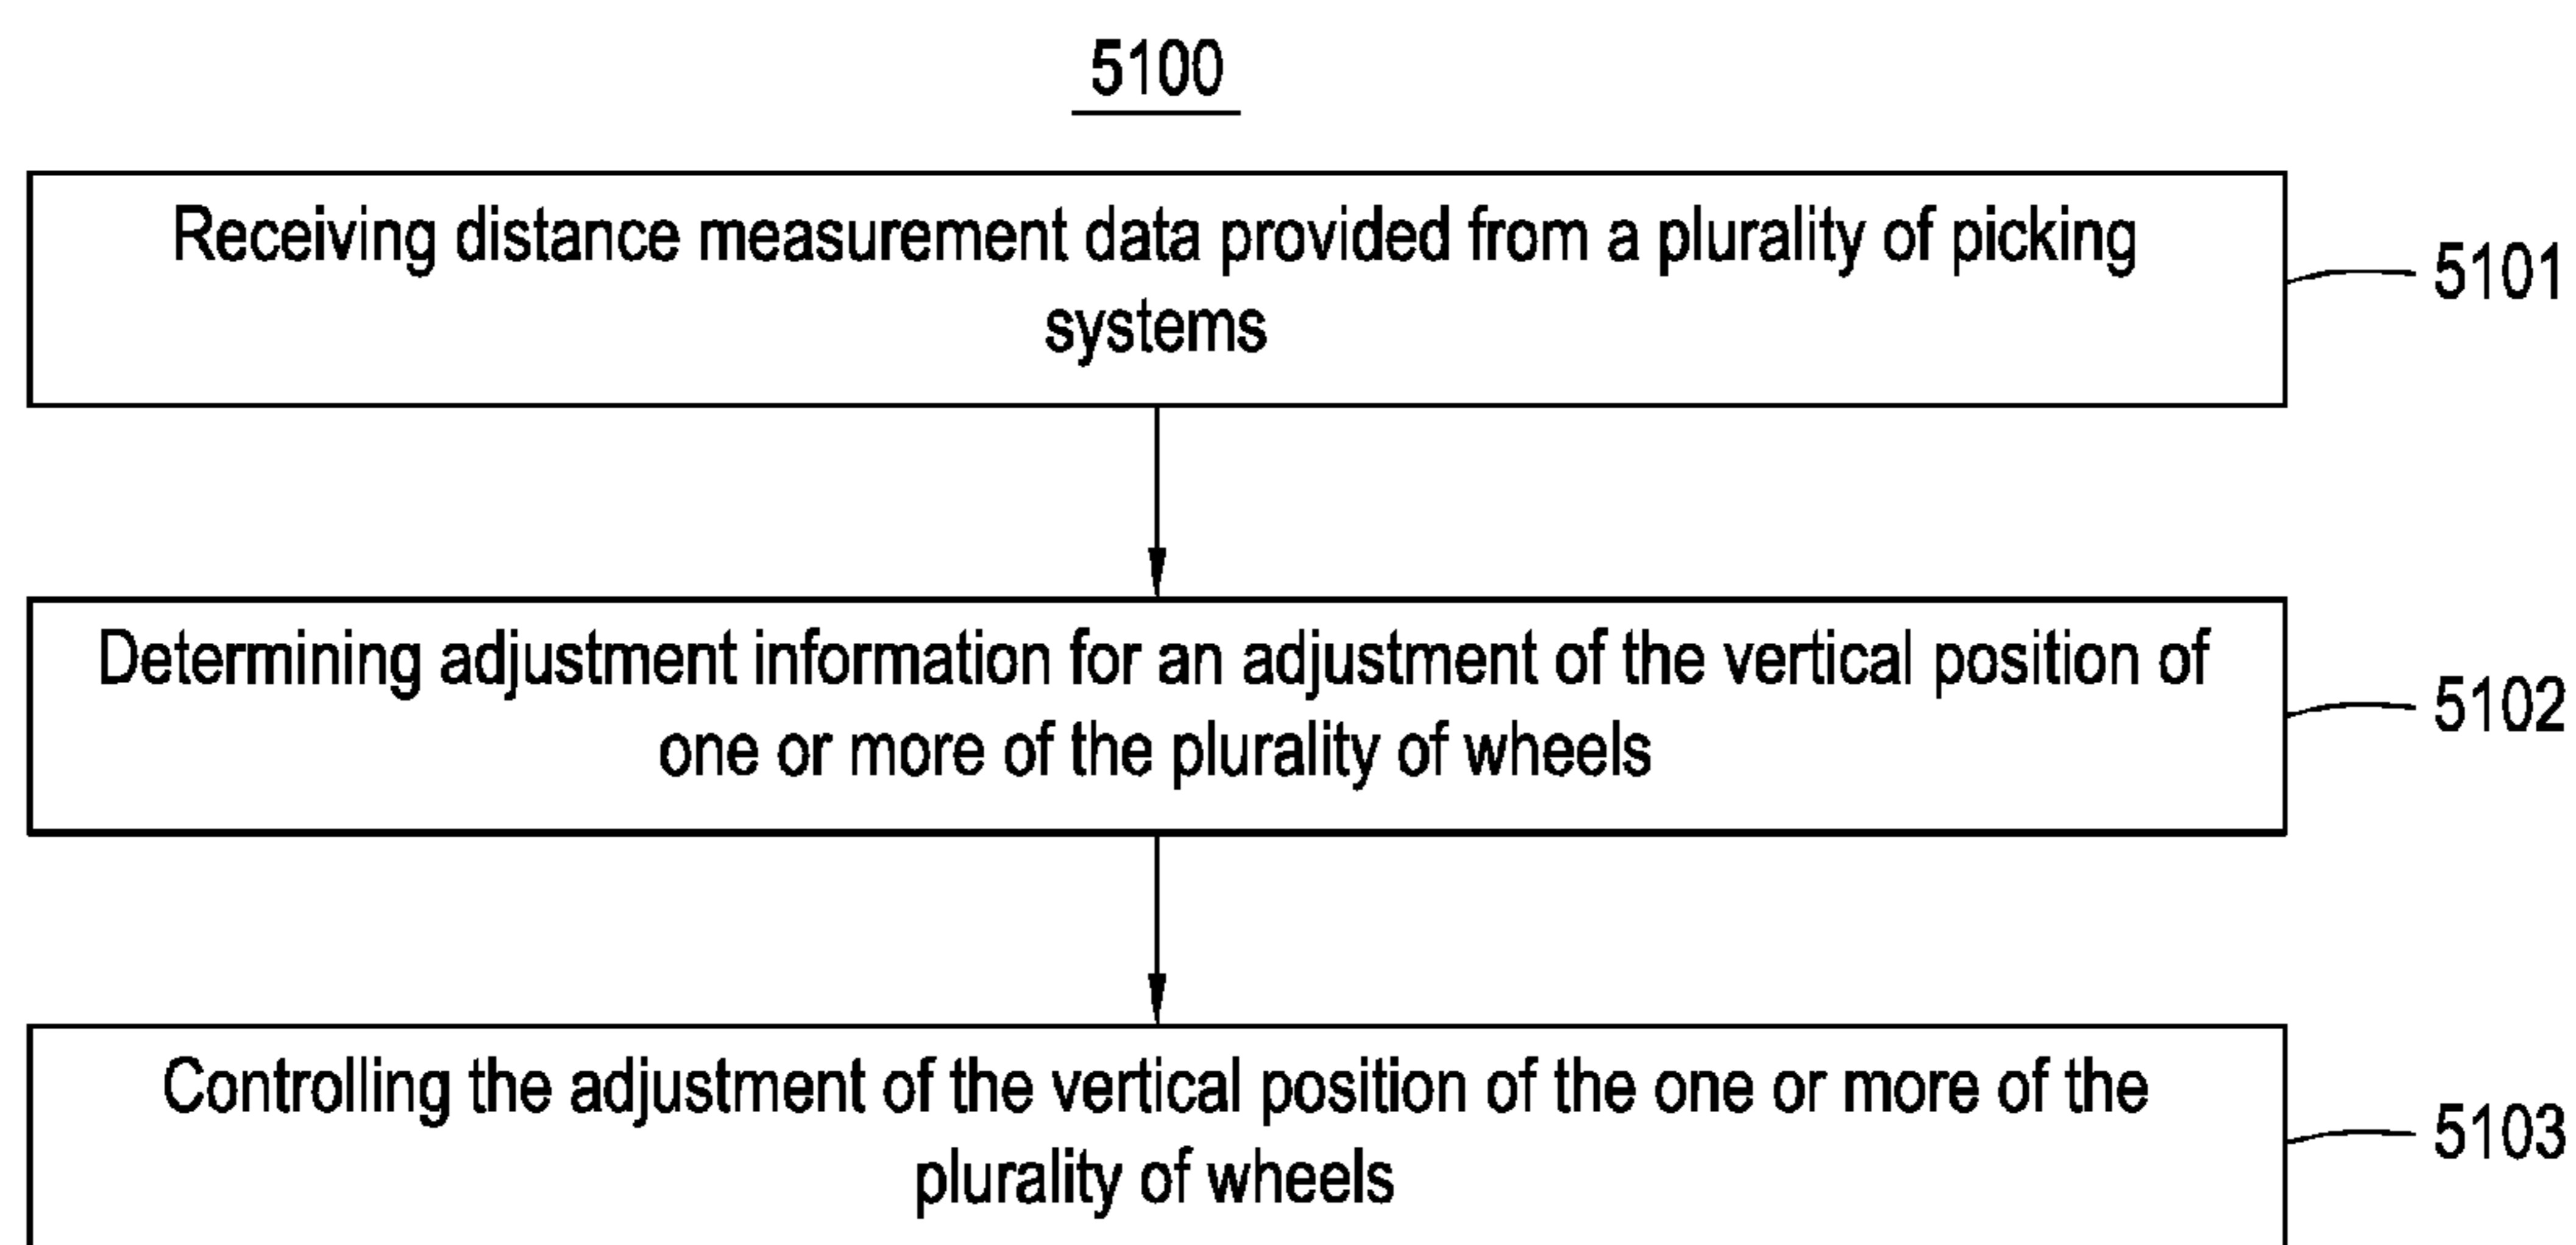 5100
Receiving distance measurement data provided from a plurality of picking
systems
5101
Determining adjustment information for an adjustment of the vertical position of
one or more of the plurality of wheels
5102
Controlling the adjustment of the vertical position of the one or more of the
plurality of wheels
5103